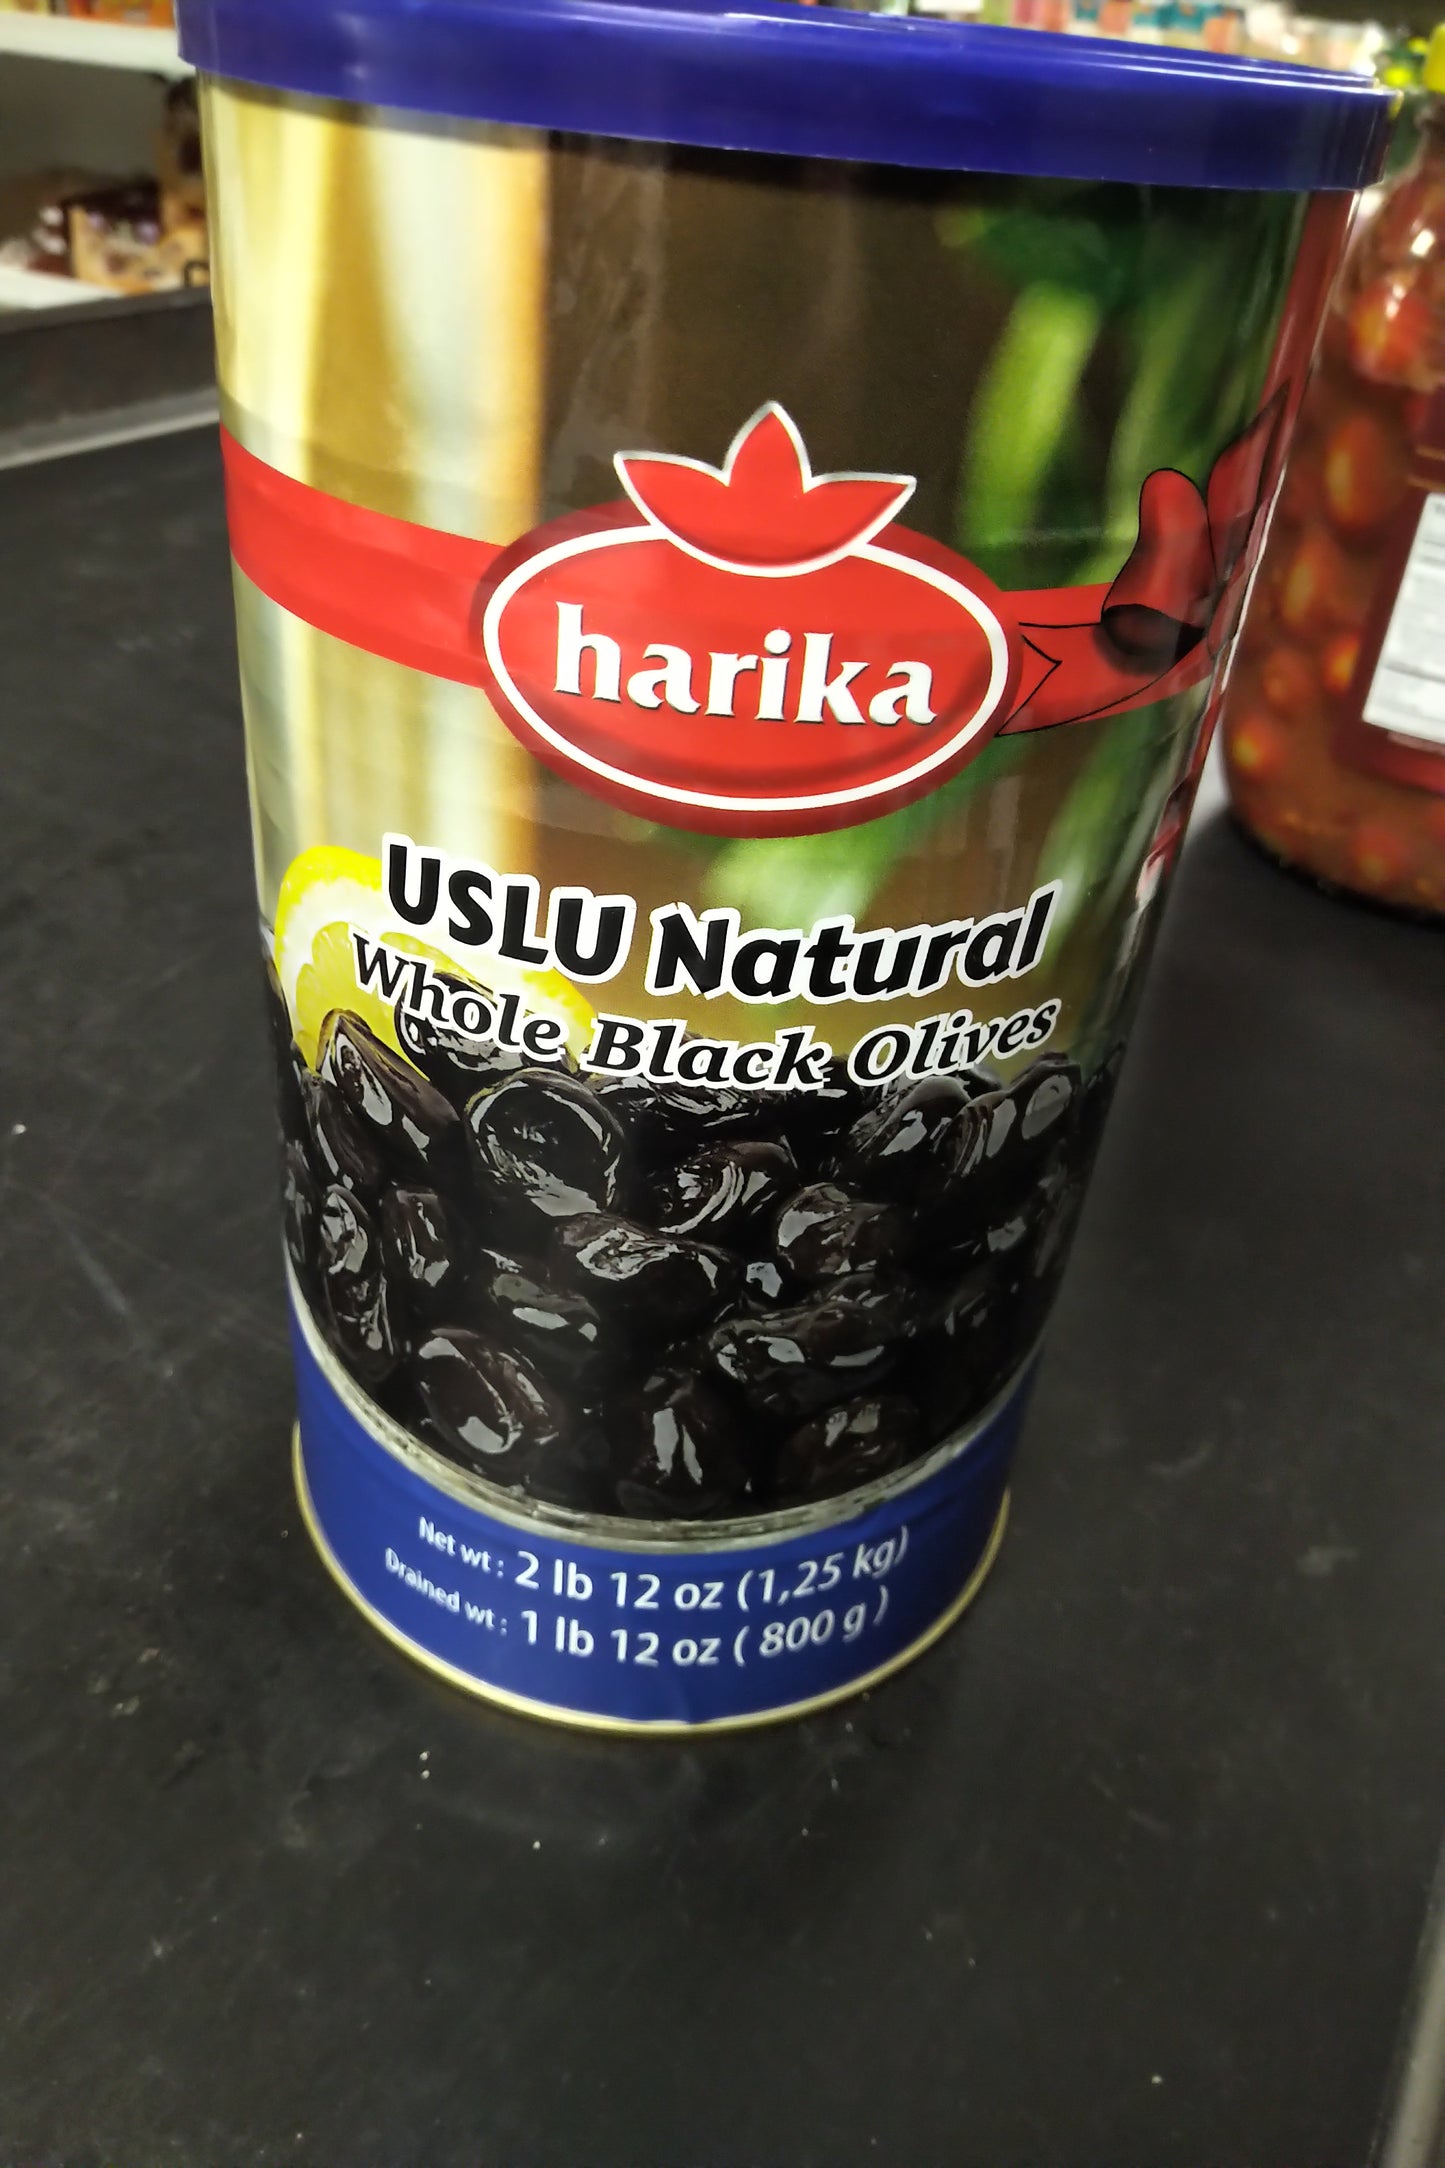 harika
USLU Natural
Whole Black Olives
Net wt : 2 lb 12 oz (1,25 kg)
Drained wt : 1 lb 12 oz ( 800 g )